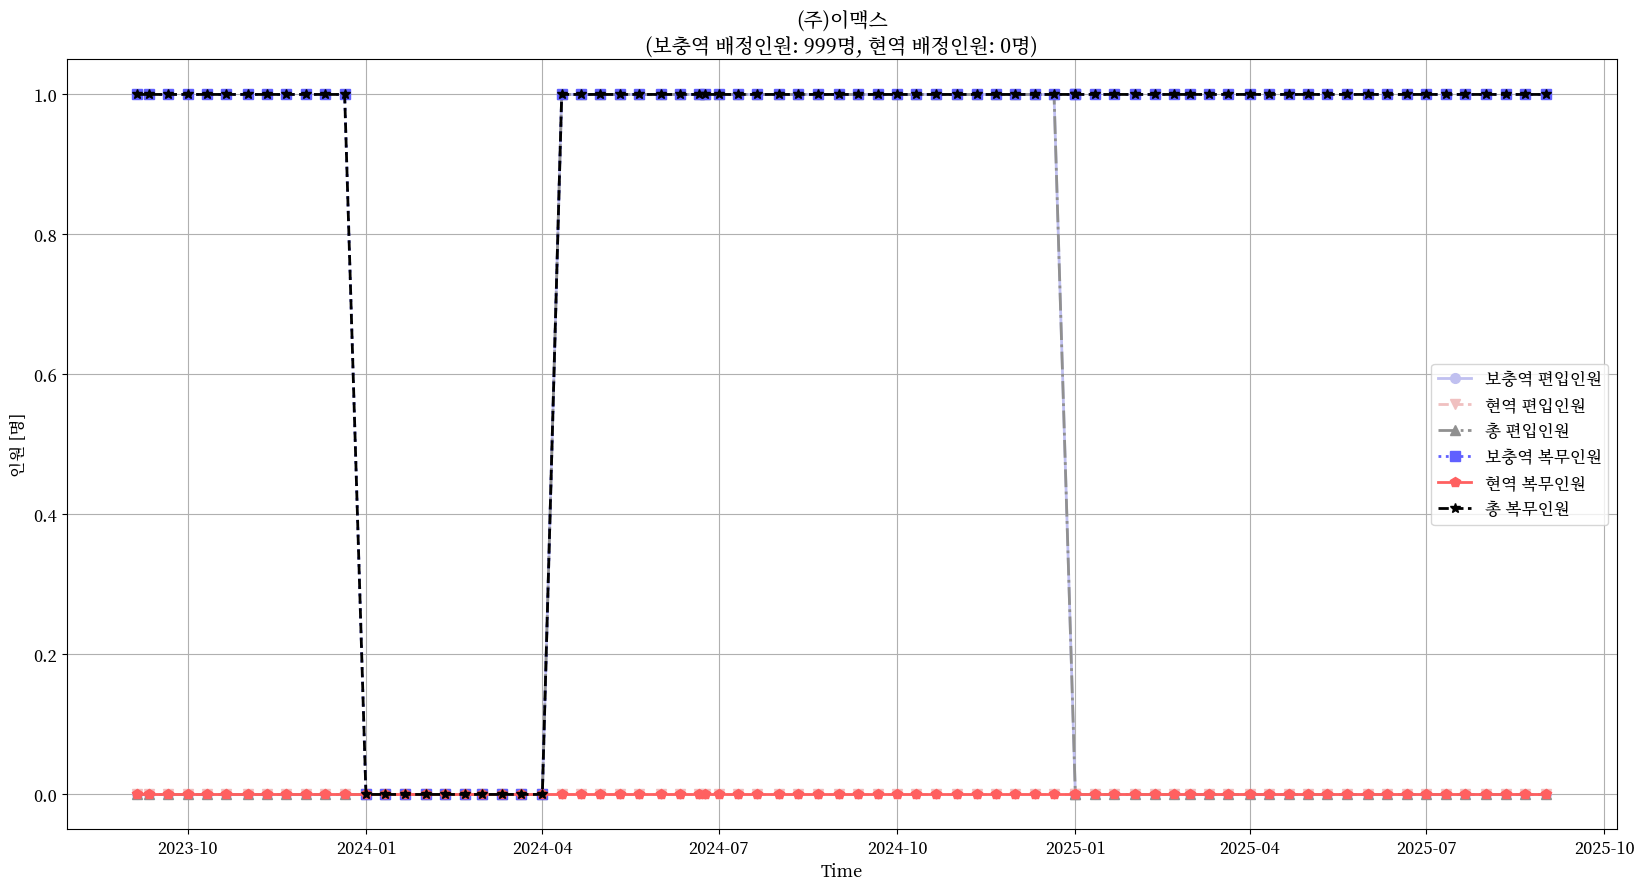 (주)이맥스
(보충역 배정인원: 999명, 현역 배정인원: 0명)
인원 [명]
1.0
0.8
0.6
0.4
0.2
0.0
보충역 편입인원
현역 편입인원
총 편입인원
보충역 복무인원
현역 복무인원
총 복무인원
2023-10 2024-01 2024-04 2024-07 2024-10 2025-01 2025-04 2025-07 2025-10
Time